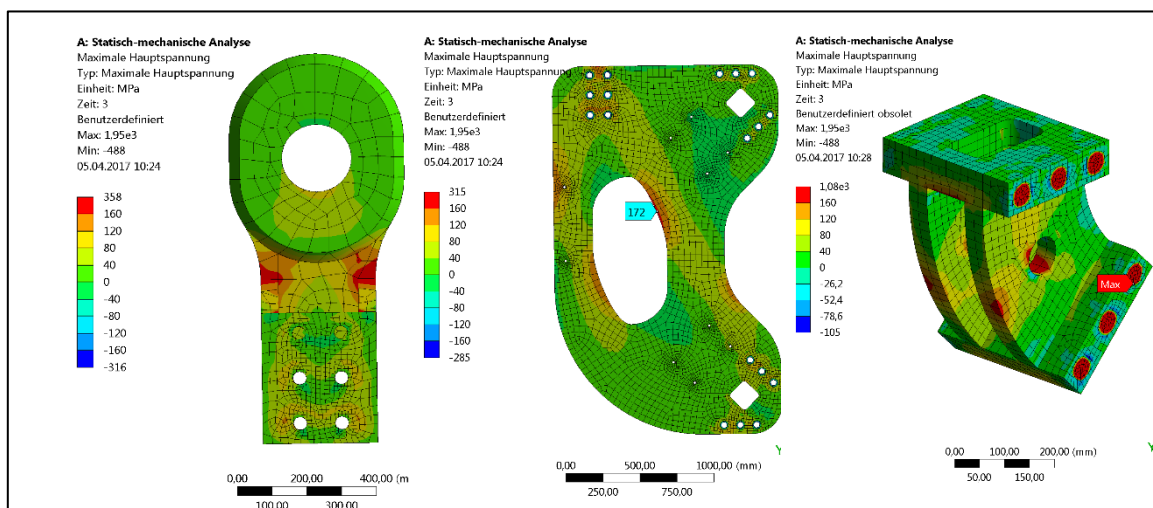 A: Statisch-mechanische Analyse
Maximale Hauptspannung
Typ: Maximale Hauptspannung
Einheit: MPa
Zeit: 3
Benutzerdefiniert
Max: 1,95e3
Min: -488
05.04.2017 10:24
358
160
120
80
40
0
-40
-80
-120
-160
-316
0,00
200,00
400,00 (m
100,00
300,00
A: Statisch-mechanische Analyse
Maximale Hauptspannung
Typ: Maximale Hauptspannung
Einheit: MPa
Zeit: 3
Benutzerdefiniert
Max: 1,95e3
Min: -488
05.04.2017 10:24
315
160
120
80
40
0
-40
-80
-120
-160
-285
172
Y
0,00
500,00
1000,00 (mm)
250,00
750,00
A: Statisch-mechanische Analyse
Maximale Hauptspannung
Typ: Maximale Hauptspannung
Einheit: MPa
Zeit: 3
Benutzerdefiniert obsolet
Max: 1,95e3
Min: -488
05.04.2017 10:28
1,08e3
160
120
80
40
0
-26,2
-52,4
-78,6
-105
Max
Y
0,00
100,00
200,00 (mm)
50,00
150,00